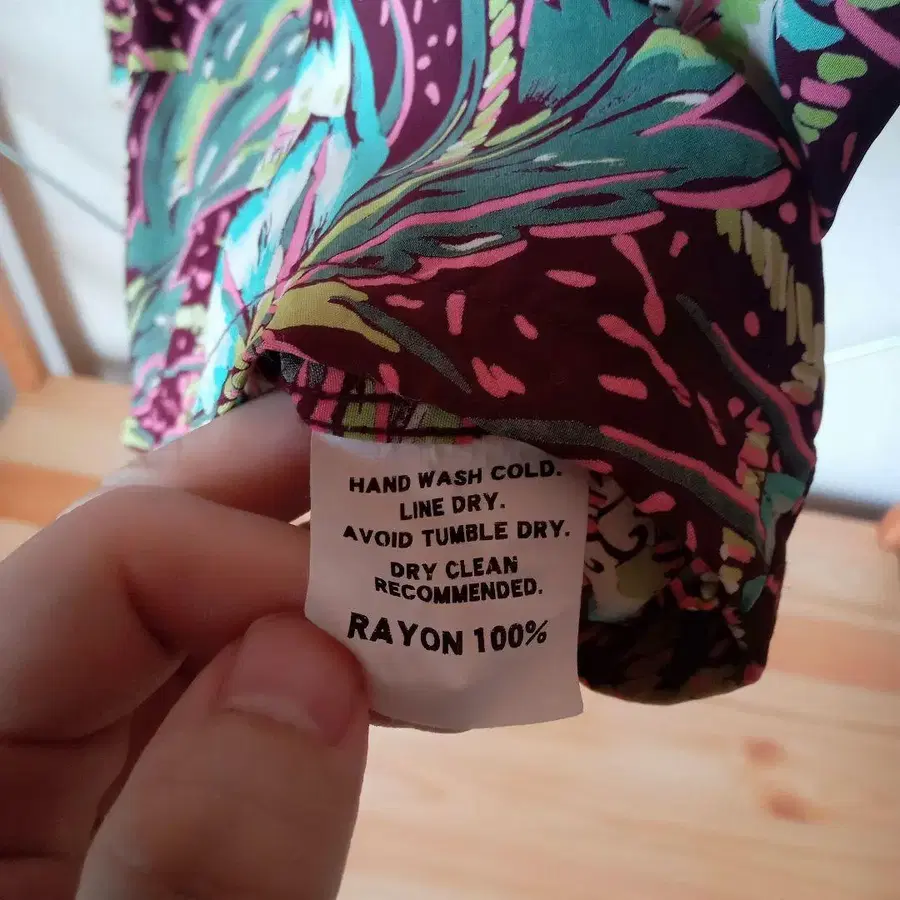 HAND WASH COLD.
LINE DRY.
AVOID TUMBLE DRY.
DRY CLEAN
RECOMMENDED.
RAYON 100%